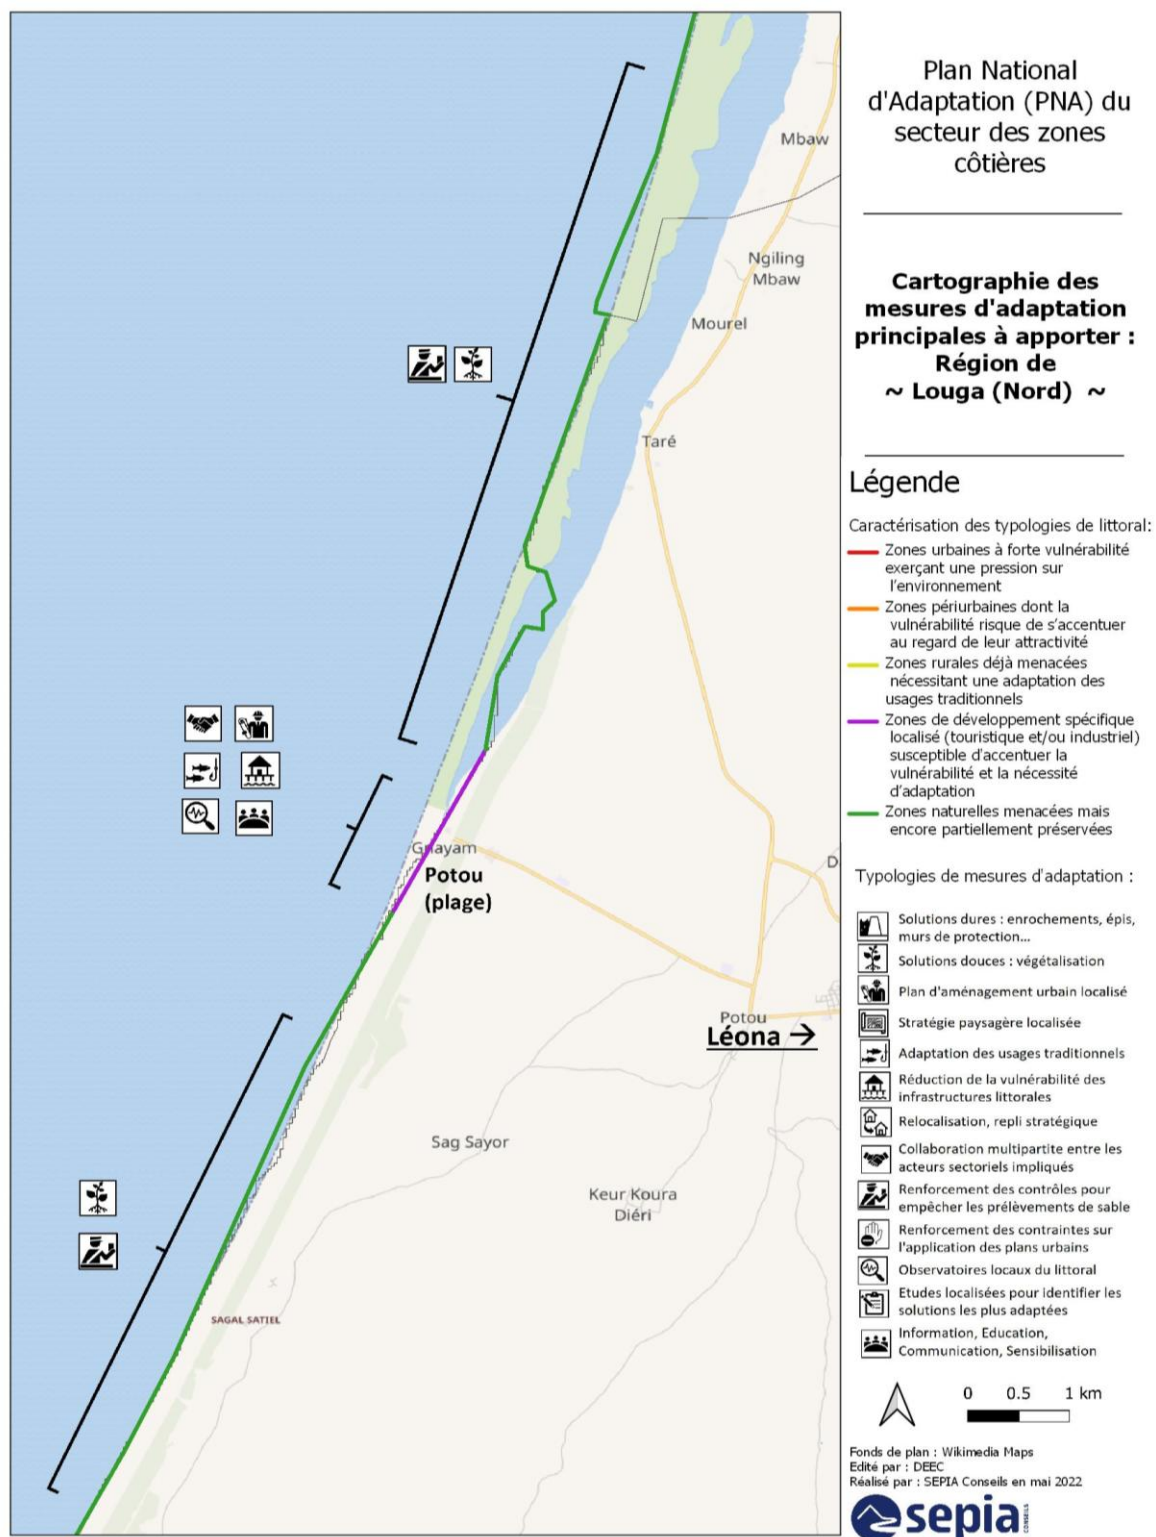 Plan National
d'Adaptation (PNA) du
secteur des zones
côtières
Cartographie des
mesures d'adaptation
principales à apporter :
Région de
~ Louga (Nord) ~
Légende
Caractérisation des typologies de littoral:
Zones urbaines à forte vulnérabilité
exerçant une pression sur
l'environnement
Zones périurbaines dont la
vulnérabilité risque de s'accentuer
au regard de leur attractivité
Zones rurales déjà menacées
nécessitant une adaptation des
usages traditionnels
Zones de développement spécifique
localisé (touristique et/ou industriel)
susceptible d'accentuer la
vulnérabilité et la nécessité
d'adaptation
Zones naturelles menacées mais
encore partiellement préservées
Typologies de mesures d'adaptation :
Solutions dures : enrochements, épis,
murs de protection...
Solutions douces : végétalisation
Plan d'aménagement urbain localisé
Stratégie paysagère localisée
Adaptation des usages traditionnels
Réduction de la vulnérabilité des
infrastructures littorales
Relocalisation, repli stratégique
Collaboration multipartite entre les
acteurs sectoriels impliqués
Renforcement des contrôles pour
empêcher les prélèvements de sable
Renforcement des contraintes sur
l'application des plans urbains
Observatoires locaux du littoral
Etudes localisées pour identifier les
solutions les plus adaptées
Information, Education,
Communication, Sensibilisation
0 0.5 1 km
Fonds de plan : Wikimedia Maps
Edité par : DEEC
Réalisé par : SEPIA Conseils en mai 2022
sepia
CONSEILS
Mbaw
Ngiling
Mbaw
Mourel
Taré
Gnayam
Potou
(plage)
D
Potou
Léona →
Sag Sayor
Keur Koura
Diéri
SAGAL SATIEL